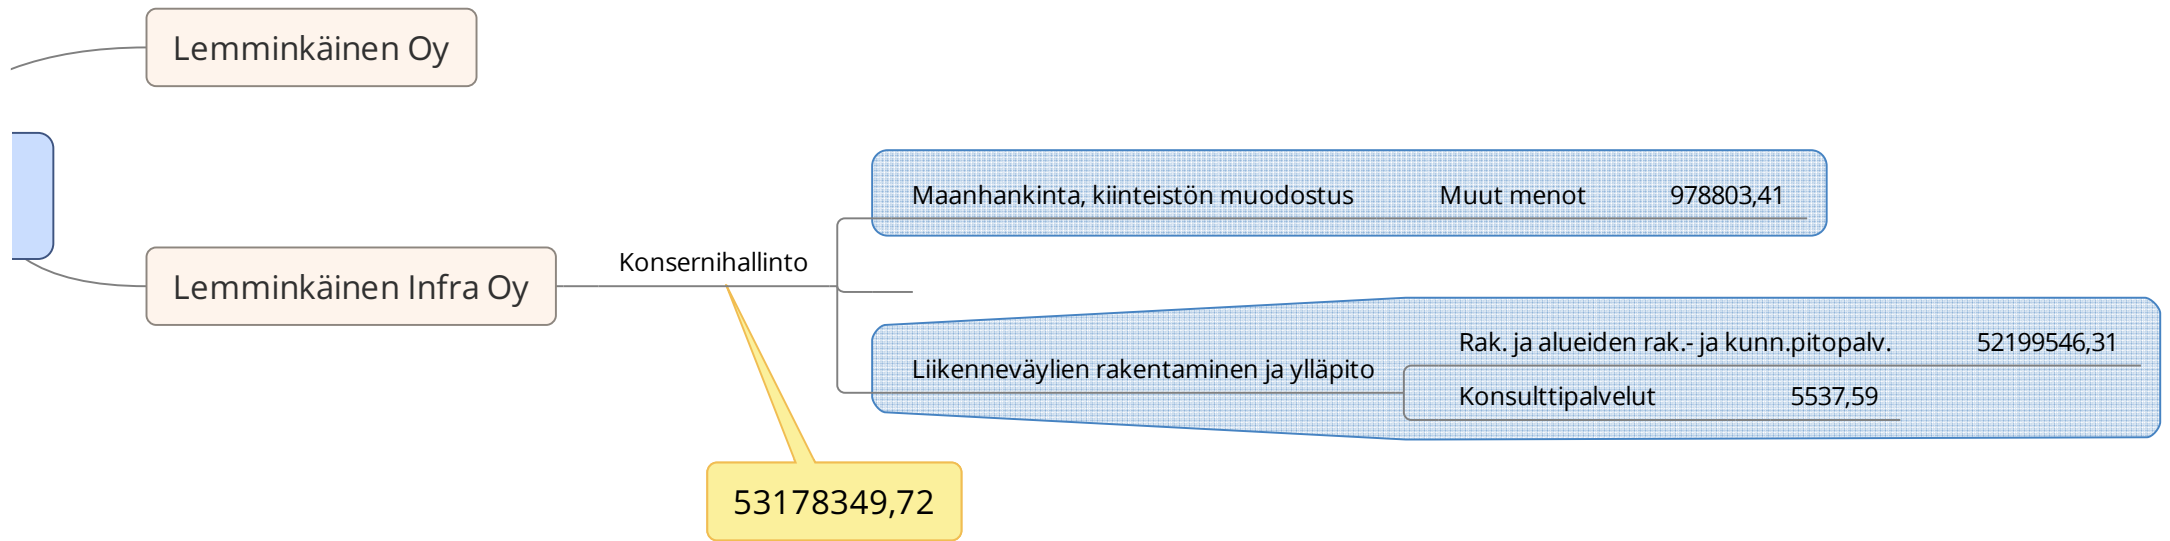 Lemminkäinen Oy
Maanhankinta, kiinteistön muodostus Muut menot 978803,41
Konsernihallinto
Lemminkäinen Infra Oy
Rak. ja alueiden rak.- ja kunn.pitopalv. 52199546,31
Liikenneväylien rakentaminen ja ylläpito
Konsulttipalvelut 5537,59
53178349,72